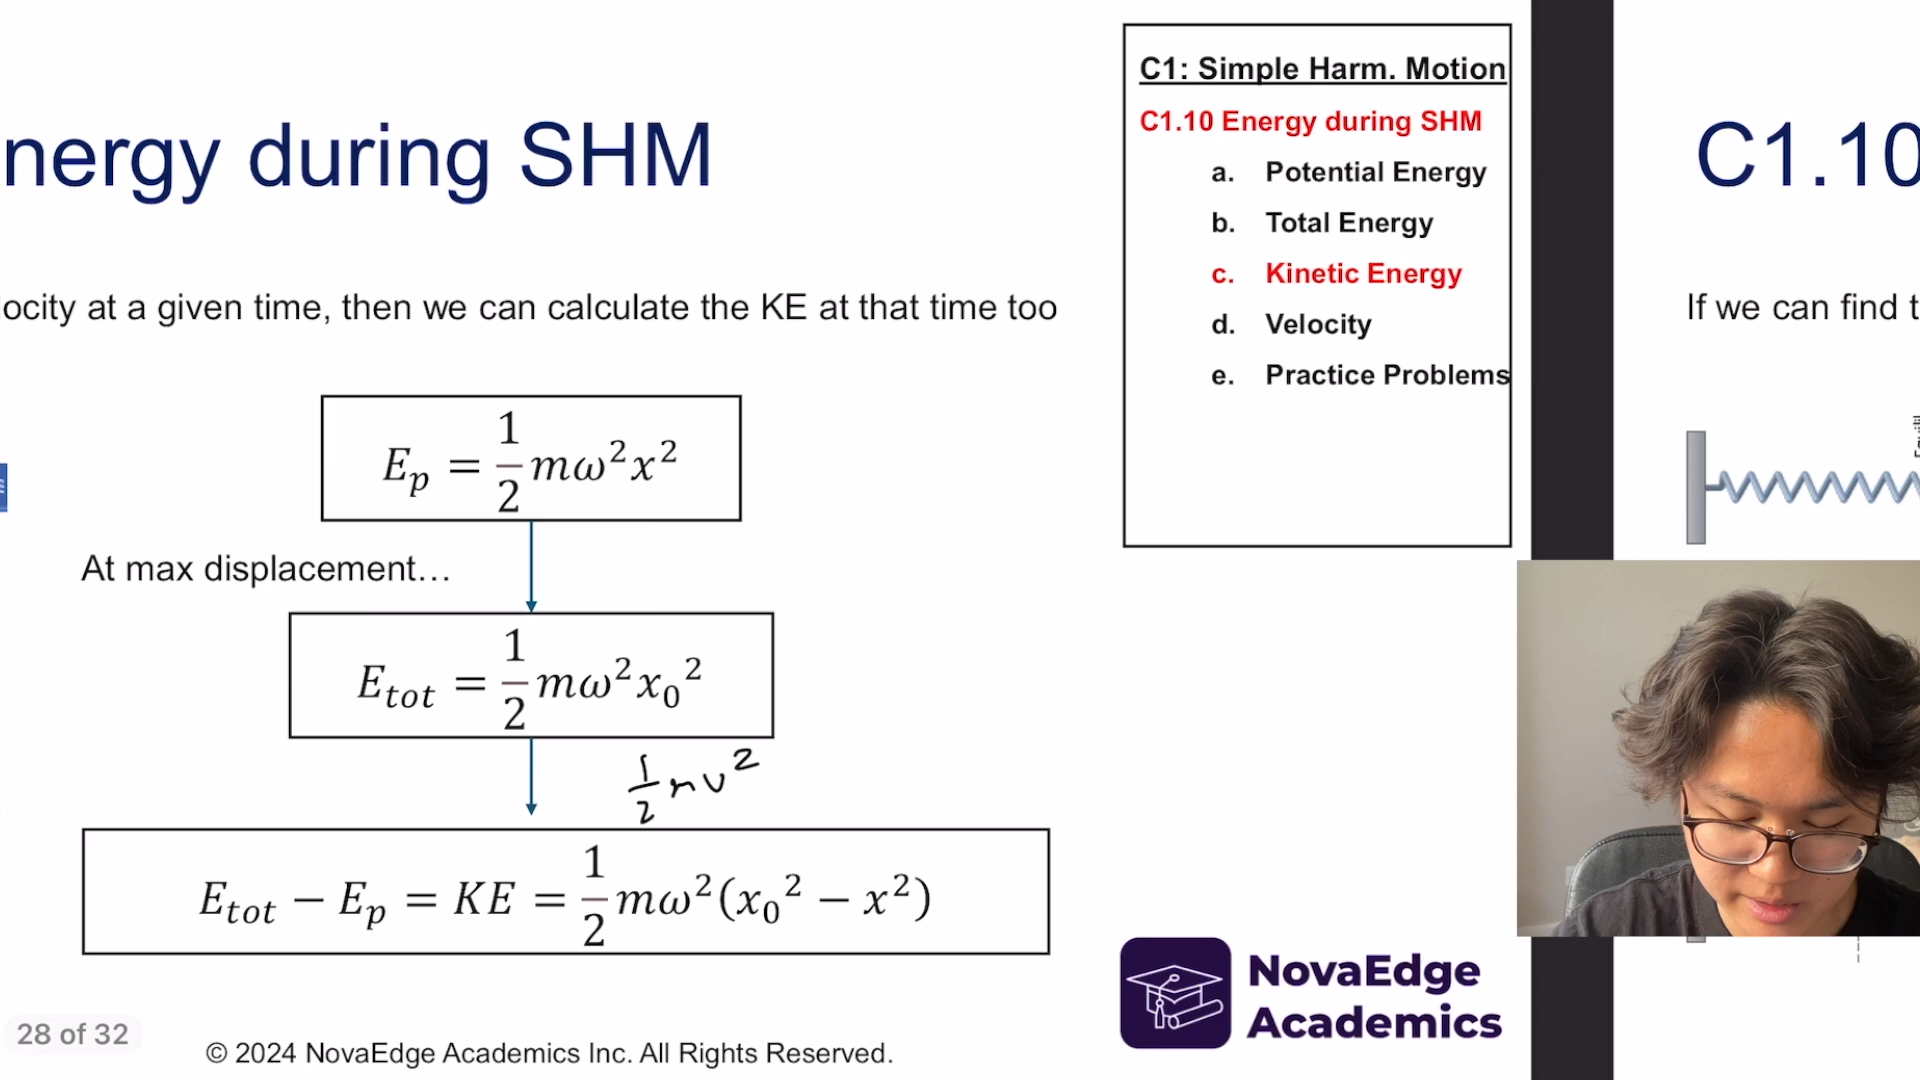 nergy during SHM
ocity at a given time, then we can calculate the KE at that time too
E_p = 1/2 mω²x²
At max displacement…
E_tot = 1/2 mω²x₀²
1/2 mv²
E_tot − E_p = KE = 1/2 mω²(x₀² − x²)
28 of 32
© 2024 NovaEdge Academics Inc. All Rights Reserved.
C1: Simple Harm. Motion
C1.10 Energy during SHM
a. Potential Energy
b. Total Energy
c. Kinetic Energy
d. Velocity
e. Practice Problems
NovaEdge
Academics
C1.10
If we can find t